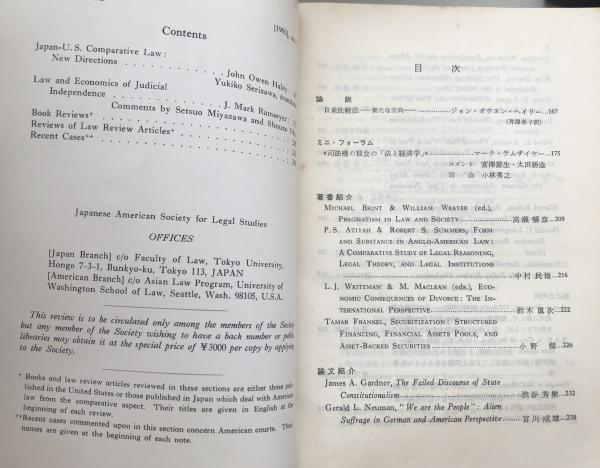 Contents
[1993]
Japan-U.S. Comparative Law:
New Directions
John Owen Haley
Yukiko Serizawa,
Law and Economics of Judicial
Independence
J. Mark Ramseyer
Comments by Setsuo Miyazawa and
Book Reviews*
Reviews of Law Review Articles*
Recent Cases**
Japanese American Society for Legal Studies
OFFICES
[Japan Branch] c/o Faculty of Law, Tokyo University,
Hongo 7-3-1, Bunkyo-ku, Tokyo 113, JAPAN
[American Branch] c/o Asian Law Program, University of
Washington School of Law, Seattle, Wash. 98105, U.S.A.
This review is to be circulated only among the members of the Society
but any member of the Society wishing to have a back number or public
libraries may obtain it at the special price of ¥3000 per copy by applying
to the Society.
* Books and law review articles reviewed in these sections are either those
lished in the United States or those published in Japan which deal with American
law from the comparative aspect. Their titles are given in English at the
beginning of each review.
**Recent cases commented upon in this section concern American courts.
names are given at the beginning of each note.
目 次
論 説
日米比較法――新たな方向――……ジョン・オウエン・ヘイリー…167
(芹澤幸子訳)
ミニ・フォーラム
《司法権の独立の「法と経済学」》……マーク・ラムザイヤー…175
コメント 宮澤節生・太田勝造
司 会 小林秀之
著書紹介
Michael Brint & William Weaver (ed.),
Pragmatism in Law and Society……高瀬暢彦…209
P.S. Atiyah & Robert S. Summers, Form
and Substance in Anglo-American Law:
A Comparative Study of Legal Reasoning,
Legal Theory, and Legal Institutions
……中村民雄…216
L.J. Weitzman & M. Maclean (eds.), Eco-
nomic Consequences of Divorce: The In-
ternational Perspective……鈴木眞次…222
Tamar Frankel, Securitization: Structured
Financing, Financial Assets Pools, and
Asset-Backed Securities……小野 傑…226
論文紹介
James A. Gardner, The Failed Discourse of State
Constitutionalism……渋谷秀樹…232
Gerald L. Neuman, "We are the People": Alien
Suffrage in German and American Perspective…宮川成雄…238